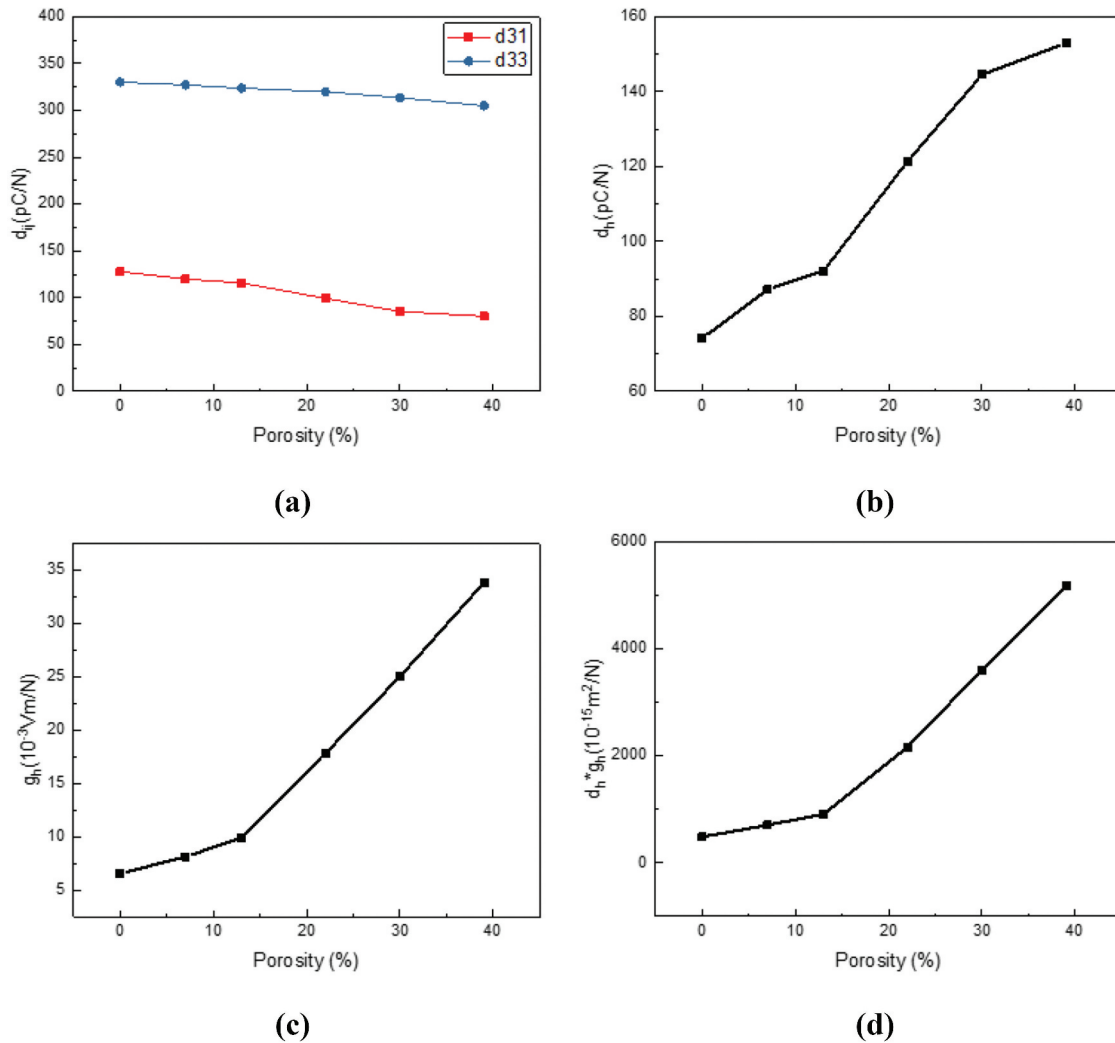 400
350
300
250
200
150
100
50
0
d31
d33
dᵢⱼ(pC/N)
0 10 20 30 40
Porosity (%)
(a)
160
140
120
100
80
60
dₕ(pC/N)
0 10 20 30 40
Porosity (%)
(b)
35
30
25
20
15
10
5
gₕ(10⁻³Vm/N)
0 10 20 30 40
Porosity (%)
(c)
6000
4000
2000
0
dₕ*gₕ(10⁻¹⁵m²/N)
0 10 20 30 40
Porosity (%)
(d)